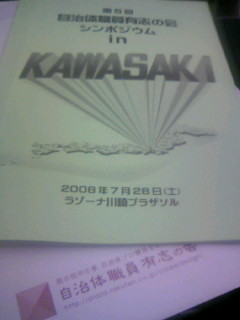 第5回
自治体職員有志の会
シンポジウム
in
KAWASAKI
2008年7月26日(土)
ラゾーナ川崎プラザソル
自治体職員有志の会